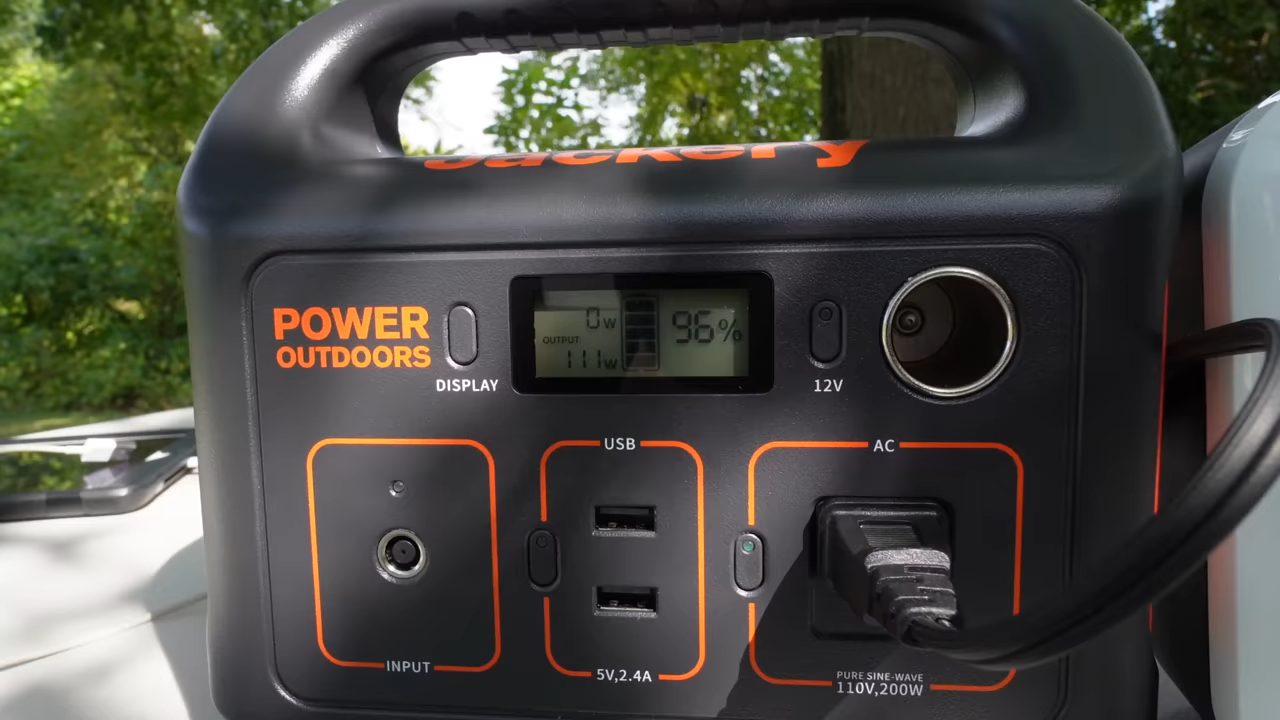 Jackery
POWER
OUTDOORS
DISPLAY
0W
OUTPUT:
111W
96%
12V
INPUT
USB
5V,2.4A
AC
PURE SINE-WAVE
110V,200W